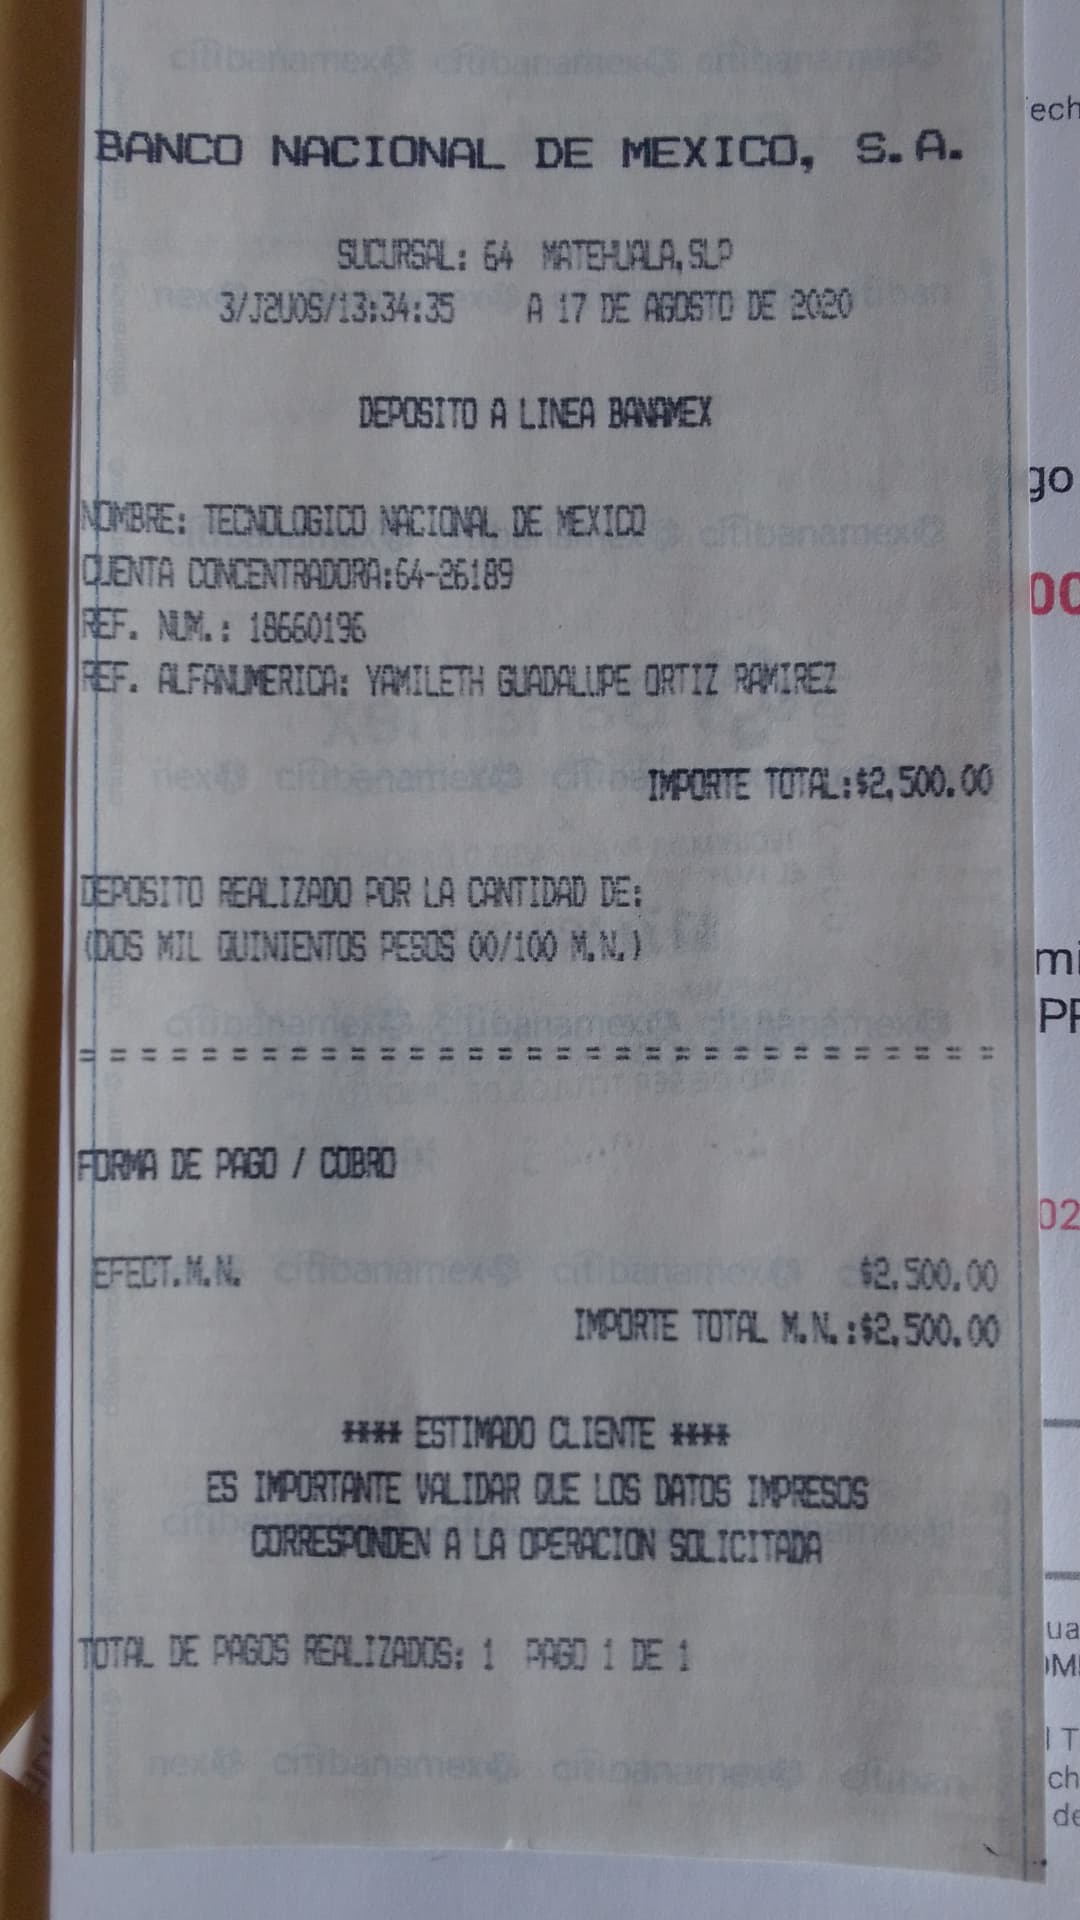 BANCO NACIONAL DE MEXICO, S.A.
SUCURSAL: 64 MATEHUALA,SLP
3/J2UOS/13:34:35 A 17 DE AGOSTO DE 2020
DEPOSITO A LINEA BANAMEX
NOMBRE: TECNOLOGICO NACIONAL DE MEXICO
CUENTA CONCENTRADORA:64-26189
REF. NUM.: 18660196
REF. ALFANUMERICA: YAMILETH GUADALUPE ORTIZ RAMIREZ
IMPORTE TOTAL:$2,500.00
DEPOSITO REALIZADO POR LA CANTIDAD DE:
(DOS MIL QUINIENTOS PESOS 00/100 M.N.)
===============================
FORMA DE PAGO / COBRO
EFECT.M.N. $2,500.00
IMPORTE TOTAL M.N.:$2,500.00
**** ESTIMADO CLIENTE ****
ES IMPORTANTE VALIDAR QUE LOS DATOS IMPRESOS
CORRESPONDEN A LA OPERACION SOLICITADA
TOTAL DE PAGOS REALIZADOS: 1 PAGO 1 DE 1